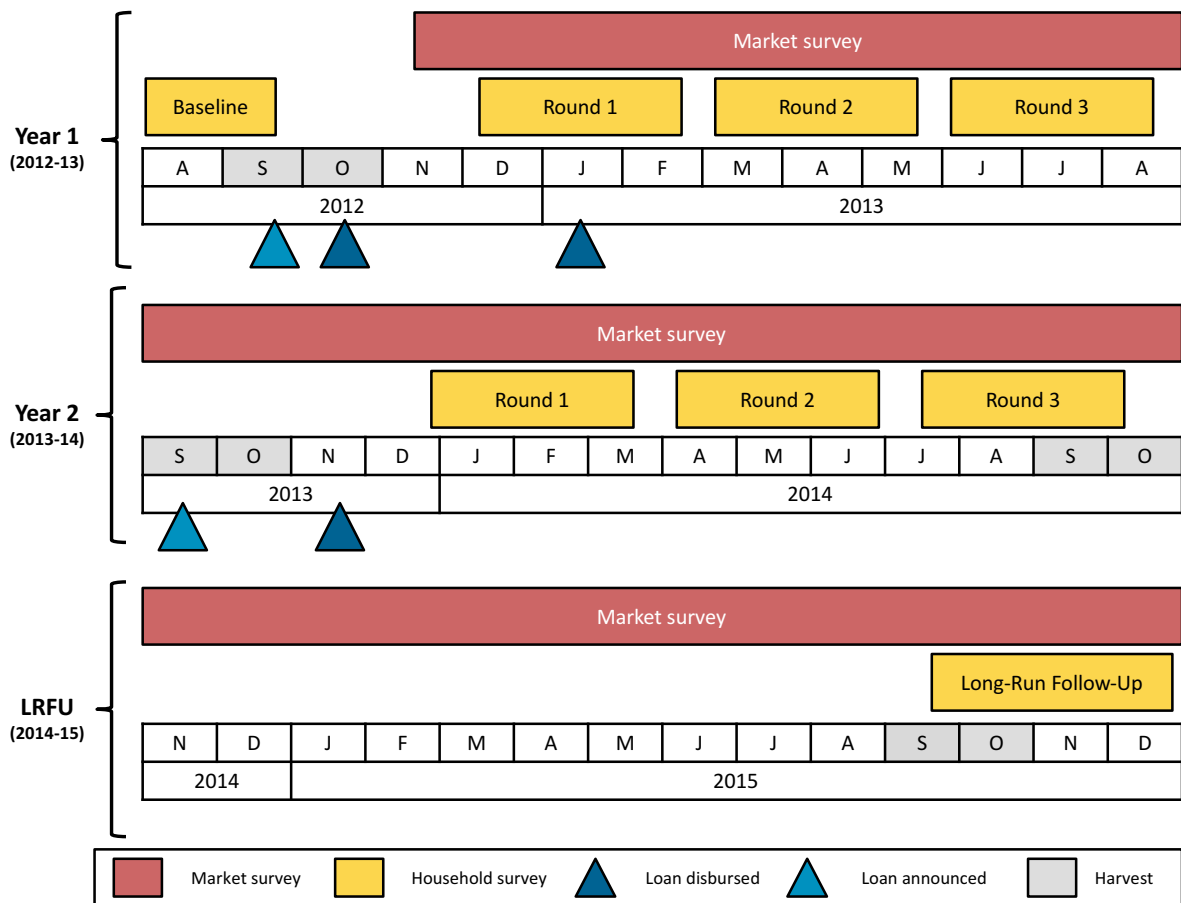 Market survey
Baseline Round 1 Round 2 Round 3
Year 1
(2012-13)
A S O N D J F M A M J J A
2012 2013
Market survey
Round 1 Round 2 Round 3
Year 2
(2013-14)
S O N D J F M A M J J A S O
2013 2014
Market survey
Long-Run Follow-Up
LRFU
(2014-15)
N D J F M A M J J A S O N D
2014 2015
Market survey Household survey Loan disbursed Loan announced Harvest